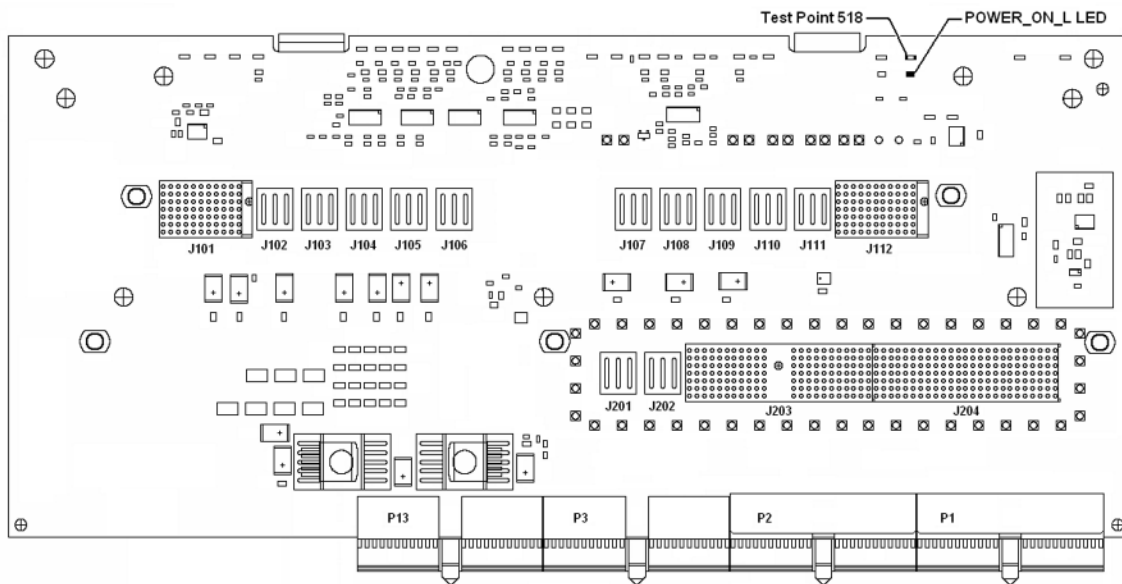 Test Point 518
POWER_ON_L LED
J101
J102
J103
J104
J105
J106
J107
J108
J109
J110
J111
J112
J201
J202
J203
J204
P13
P3
P2
P1